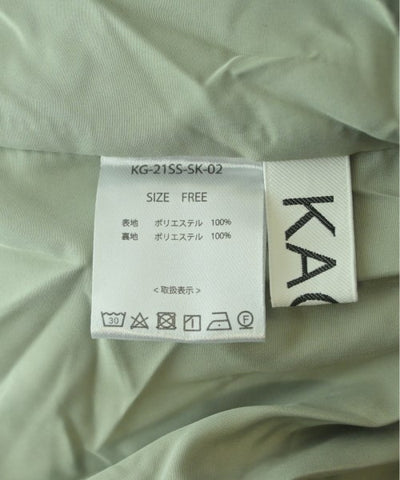 KG-21SS-SK-02
SIZE FREE
表地 ポリエステル 100%
裏地 ポリエステル 100%
<取扱表示>
30
F